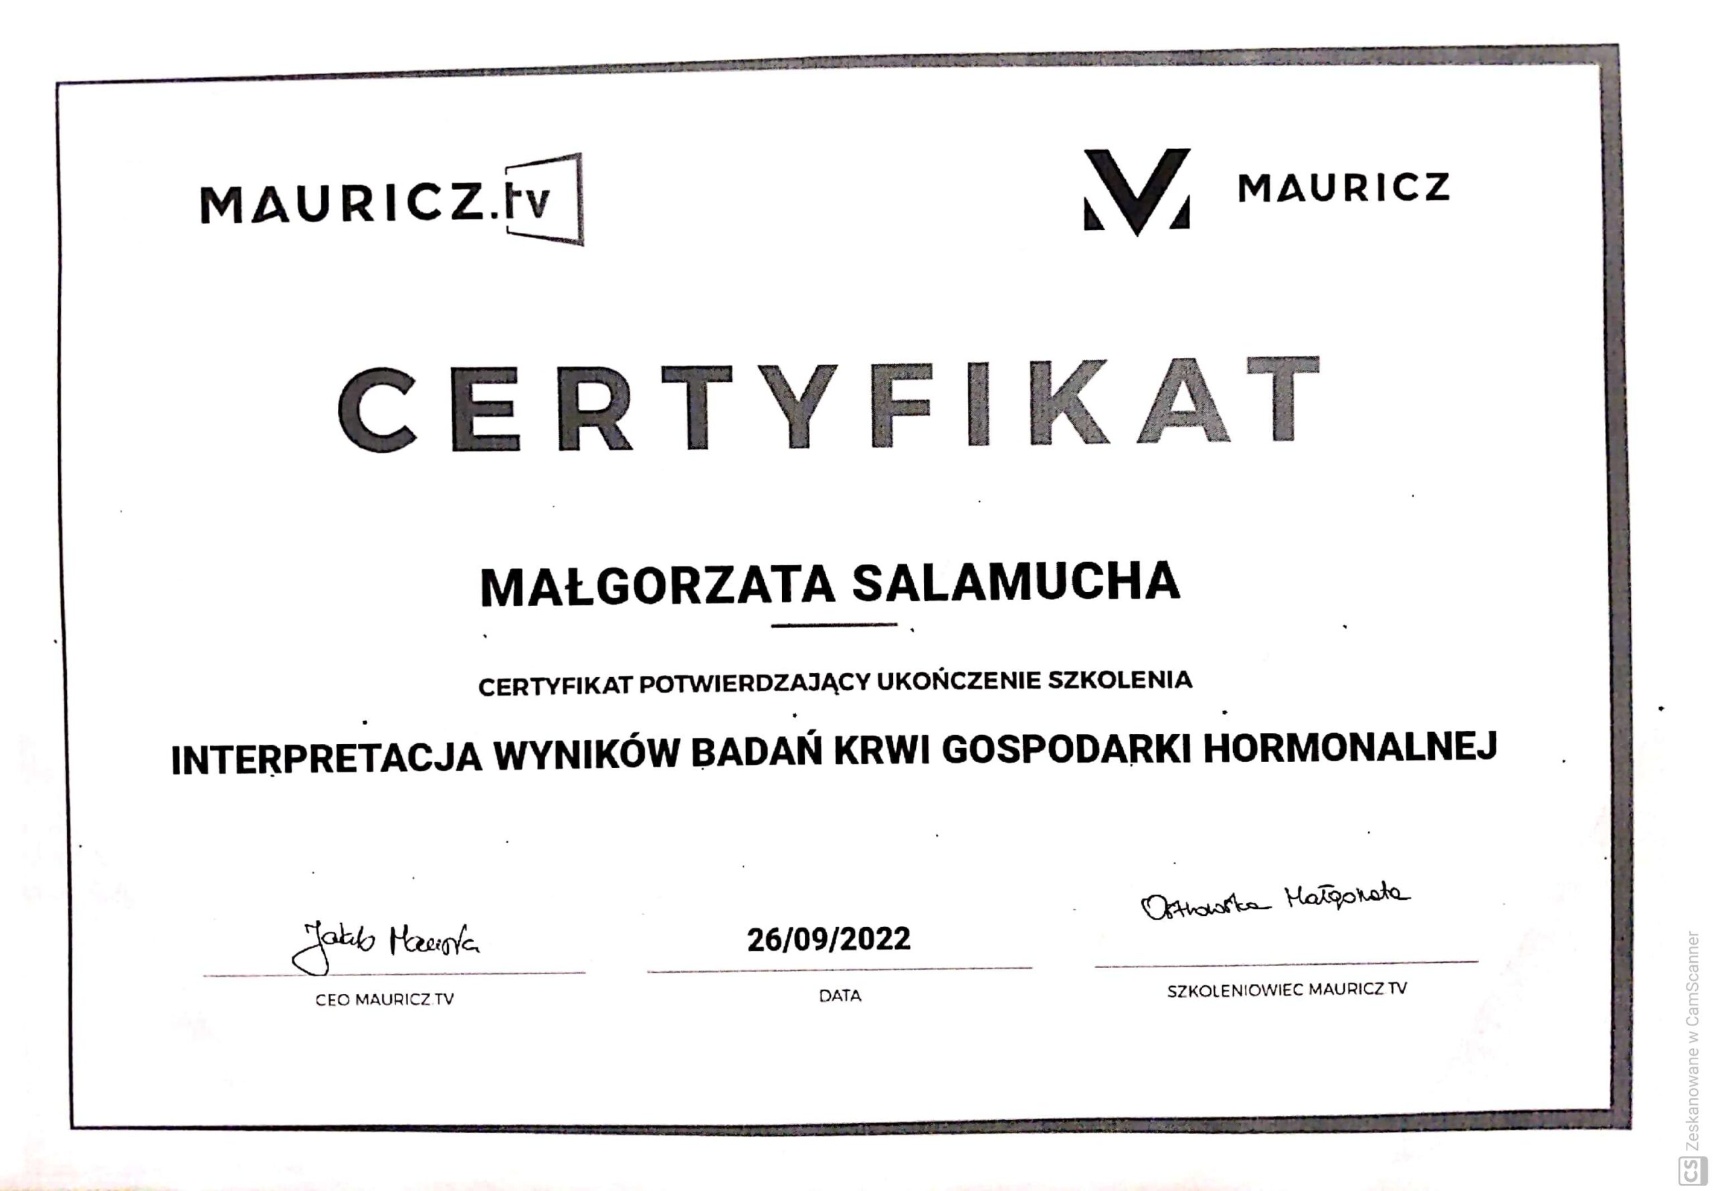 MAURICZ.tv
MAURICZ
CERTYFIKAT
MAŁGORZATA SALAMUCHA
CERTYFIKAT POTWIERDZAJĄCY UKOŃCZENIE SZKOLENIA
INTERPRETACJA WYNIKÓW BADAŃ KRWI GOSPODARKI HORMONALNEJ
Jakub
26/09/2022
Ostrowska Małgorzata
CEO MAURICZ TV
DATA
SZKOLENIOWIEC MAURICZ TV
CS Zeskanowane w CamScanner